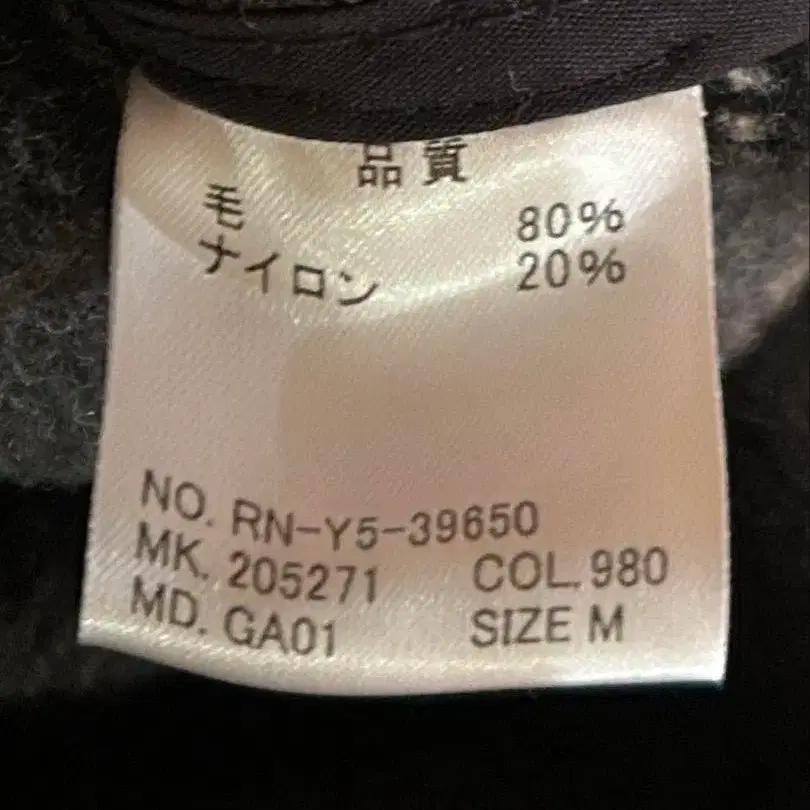 品質
毛 80%
ナイロン 20%
NO. RN-Y5-39650
MK. 205271 COL. 980
MD. GA01 SIZE M